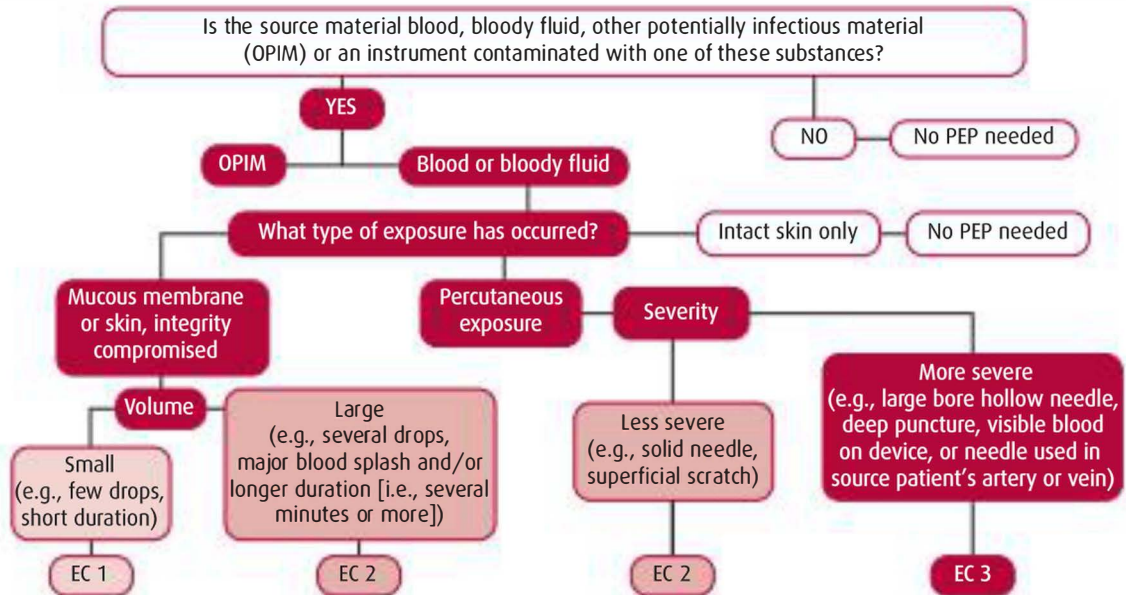 Is the source material blood, bloody fluid, other potentially infectious material
(OPIM) or an instrument contaminated with one of these substances?
YES
NO
No PEP needed
OPIM
Blood or bloody fluid
What type of exposure has occurred?
Intact skin only
No PEP needed
Mucous membrane
or skin, integrity
compromised
Percutaneous
exposure
Severity
Volume
Small
(e.g., few drops,
short duration)
Large
(e.g., several drops,
major blood splash and/or
longer duration [i.e., several
minutes or more])
Less severe
(e.g., solid needle,
superficial scratch)
More severe
(e.g., large bore hollow needle,
deep puncture, visible blood
on device, or needle used in
source patient's artery or vein)
EC 1
EC 2
EC 2
EC 3